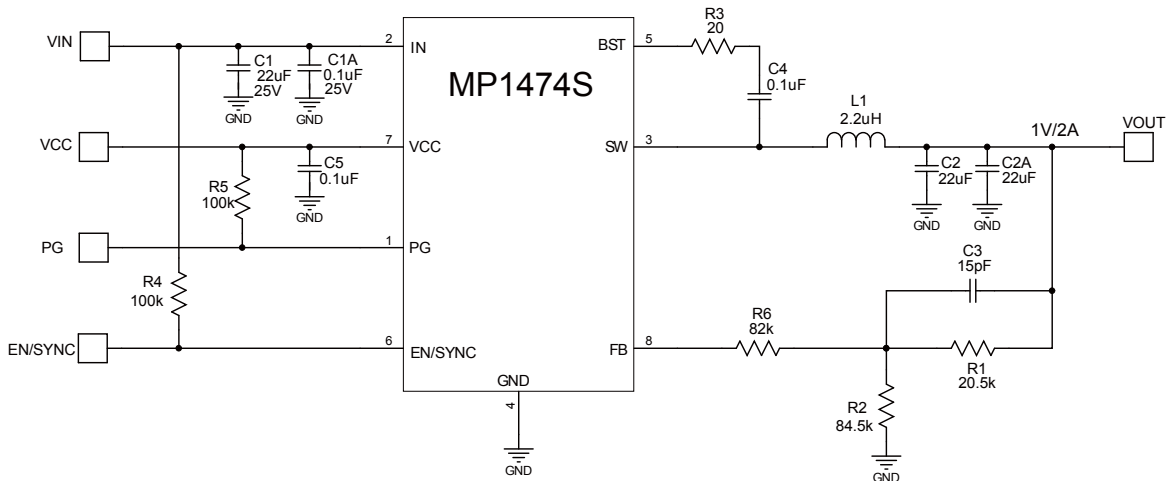 VIN
2
IN
C1
22uF
25V
GND
C1A
0.1uF
25V
GND
MP1474S
BST
5
R3
20
C4
0.1uF
VCC
7
VCC
C5
0.1uF
GND
R5
100k
SW
3
L1
2.2uH
1V/2A
VOUT
C2
22uF
GND
C2A
22uF
GND
PG
1
PG
R4
100k
C3
15pF
EN/SYNC
6
EN/SYNC
FB
8
R6
82k
R1
20.5k
R2
84.5k
GND
GND
4
GND